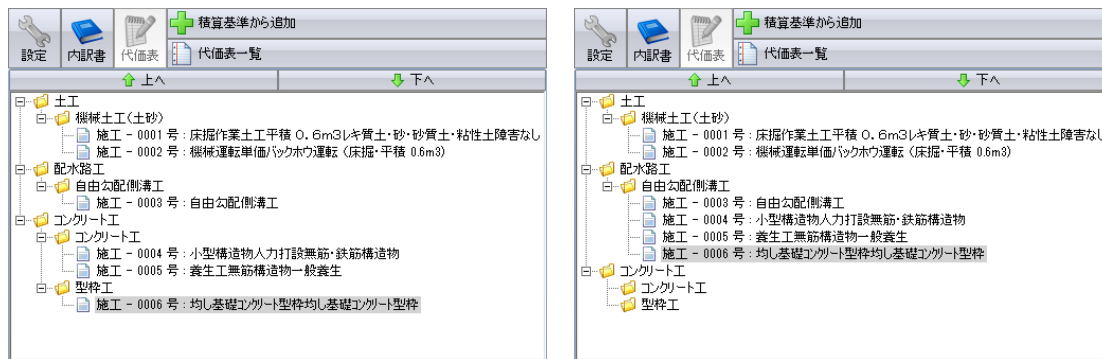 積算基準から追加
設定 内訳書 代価表 代価表一覧
上へ 下へ
土工
機械土工(土砂)
施工 - 0001 号 : 床掘作業土工平積 0．6m3レキ質土・砂・砂質土・粘性土障害なし
施工 - 0002 号 : 機械運転単価バックホウ運転（床掘・平積 0.6m3）
配水路工
自由勾配側溝工
施工 - 0003 号 : 自由勾配側溝工
コンクリート工
コンクリート工
施工 - 0004 号 : 小型構造物人力打設無筋・鉄筋構造物
施工 - 0005 号 : 養生工無筋構造物一般養生
型枠工
施工 - 0006 号 : 均し基礎コンクリート型枠均し基礎コンクリート型枠
積算基準から追加
設定 内訳書 代価表 代価表一覧
上へ 下へ
土工
機械土工(土砂)
施工 - 0001 号 : 床掘作業土工平積 0．6m3レキ質土・砂・砂質土・粘性土障害なし
施工 - 0002 号 : 機械運転単価バックホウ運転（床掘・平積 0.6m3）
配水路工
自由勾配側溝工
施工 - 0003 号 : 自由勾配側溝工
施工 - 0004 号 : 小型構造物人力打設無筋・鉄筋構造物
施工 - 0005 号 : 養生工無筋構造物一般養生
施工 - 0006 号 : 均し基礎コンクリート型枠均し基礎コンクリート型枠
コンクリート工
コンクリート工
型枠工